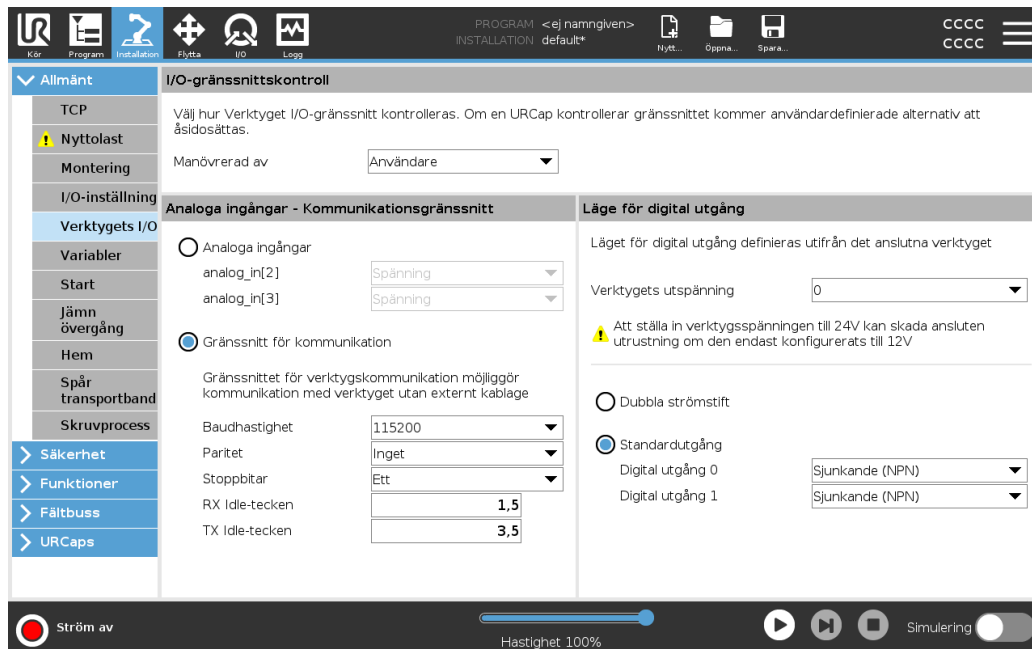 PROGRAM <ej namngiven>
INSTALLATION default*
CCCC
CCCC
Kör Program Installation Flytta I/O Logg Nytt... Öppna... Spara...
Allmänt
TCP
Nyttolast
Montering
I/O-inställning
Verktygets I/O
Variabler
Start
Jämn
övergång
Hem
Spår
transportband
Skruvprocess
Säkerhet
Funktioner
Fältbuss
URCaps
I/O-gränssnittskontroll
Välj hur Verktyget I/O-gränssnitt kontrolleras. Om en URCap kontrollerar gränssnittet kommer användardefinierade alternativ att
åsidosättas.
Manövrerad av Användare
Analoga ingångar - Kommunikationsgränssnitt
Analoga ingångar
analog_in[2] Spänning
analog_in[3] Spänning
Gränssnitt för kommunikation
Gränssnittet för verktygskommunikation möjliggör
kommunikation med verktyget utan externt kablage
Baudhastighet 115200
Paritet Inget
Stoppbitar Ett
RX Idle-tecken 1,5
TX Idle-tecken 3,5
Läge för digital utgång
Läget för digital utgång definieras utifrån det anslutna verktyget
Verktygets utspänning 0
Att ställa in verktygsspänningen till 24V kan skada ansluten
utrustning om den endast konfigurerats till 12V
Dubbla strömstift
Standardutgång
Digital utgång 0 Sjunkande (NPN)
Digital utgång 1 Sjunkande (NPN)
Ström av
Hastighet 100%
Simulering